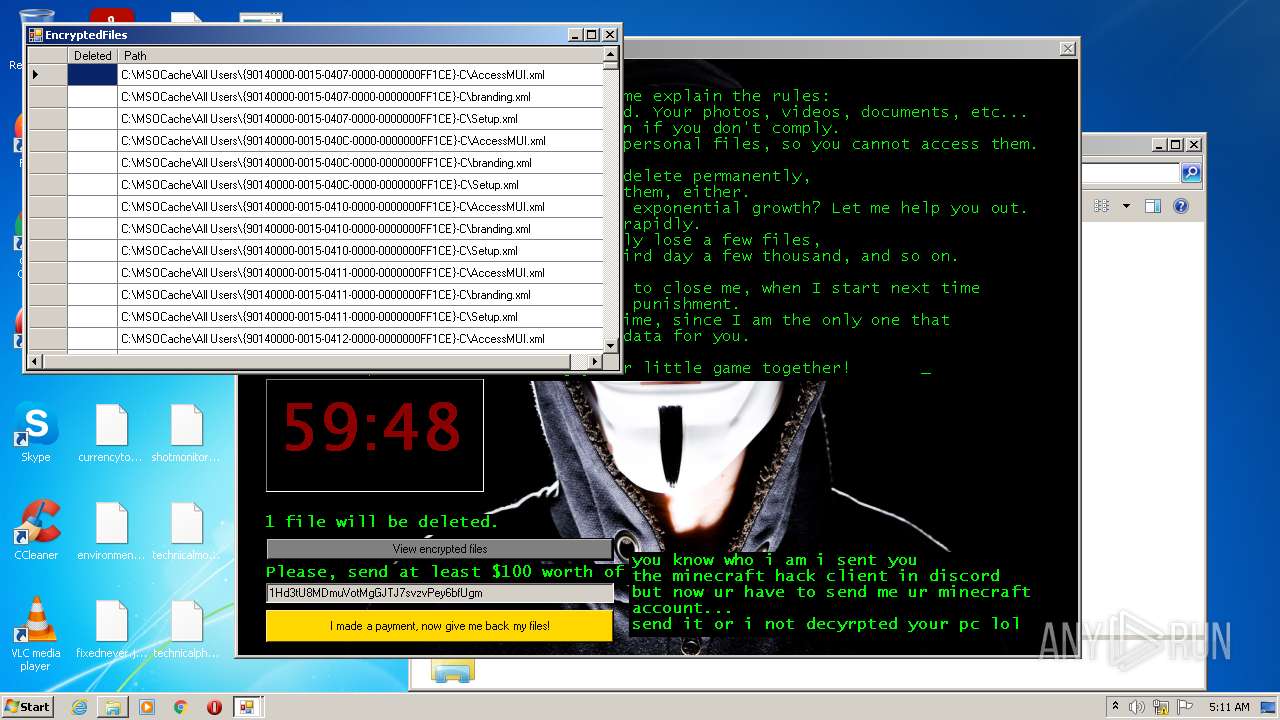 EncryptedFiles
Deleted Path
C:\MSOCache\All Users\{90140000-0015-0407-0000-0000000FF1CE}-C\AccessMUI.xml
C:\MSOCache\All Users\{90140000-0015-0407-0000-0000000FF1CE}-C\branding.xml
C:\MSOCache\All Users\{90140000-0015-0407-0000-0000000FF1CE}-C\Setup.xml
C:\MSOCache\All Users\{90140000-0015-040C-0000-0000000FF1CE}-C\AccessMUI.xml
C:\MSOCache\All Users\{90140000-0015-040C-0000-0000000FF1CE}-C\branding.xml
C:\MSOCache\All Users\{90140000-0015-040C-0000-0000000FF1CE}-C\Setup.xml
C:\MSOCache\All Users\{90140000-0015-0410-0000-0000000FF1CE}-C\AccessMUI.xml
C:\MSOCache\All Users\{90140000-0015-0410-0000-0000000FF1CE}-C\branding.xml
C:\MSOCache\All Users\{90140000-0015-0410-0000-0000000FF1CE}-C\Setup.xml
C:\MSOCache\All Users\{90140000-0015-0411-0000-0000000FF1CE}-C\AccessMUI.xml
C:\MSOCache\All Users\{90140000-0015-0411-0000-0000000FF1CE}-C\branding.xml
C:\MSOCache\All Users\{90140000-0015-0411-0000-0000000FF1CE}-C\Setup.xml
C:\MSOCache\All Users\{90140000-0015-0412-0000-0000000FF1CE}-C\AccessMUI.xml
me explain the rules:
d. Your photos, videos, documents, etc...
n if you don't comply.
personal files, so you cannot access them.
delete permanently,
them, either.
exponential growth? Let me help you out.
rapidly.
ly lose a few files,
ird day a few thousand, and so on.
to close me, when I start next time
punishment.
ime, since I am the only one that
data for you.
r little game together! _
59:48
1 file will be deleted.
View encrypted files
Please, send at least $100 worth of
I made a payment, now give me back my files!
you know who i am i sent you
the minecraft hack client in discord
but now ur have to send me ur minecraft
account...
send it or i not decyrpted your pc lol
Skype
currencyto...
shotmonitor...
CCleaner
environmen...
technicalmo...
VLC media
player
fixednever.j...
technicalph...
ANY RUN
Start
5:11 AM